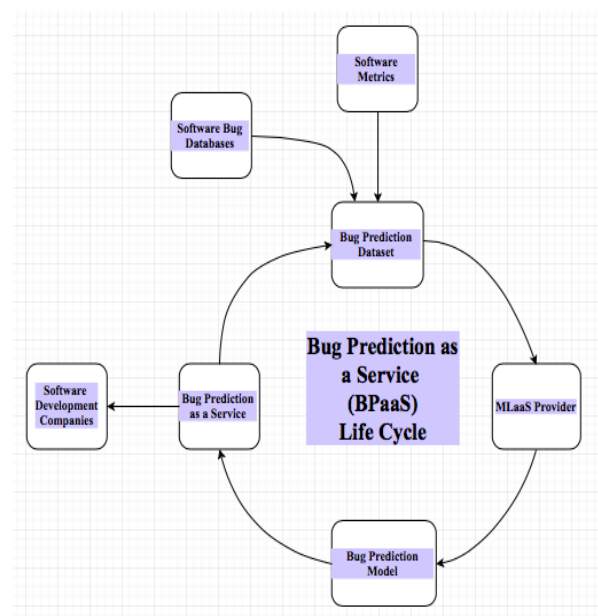 Software
Metrics
Software Bug
Databases
Bug Prediction
Dataset
Bug Prediction as
a Service
(BPaaS)
Life Cycle
Software
Development
Companies
Bug Prediction
as a Service
MLaaS Provider
Bug Prediction
Model